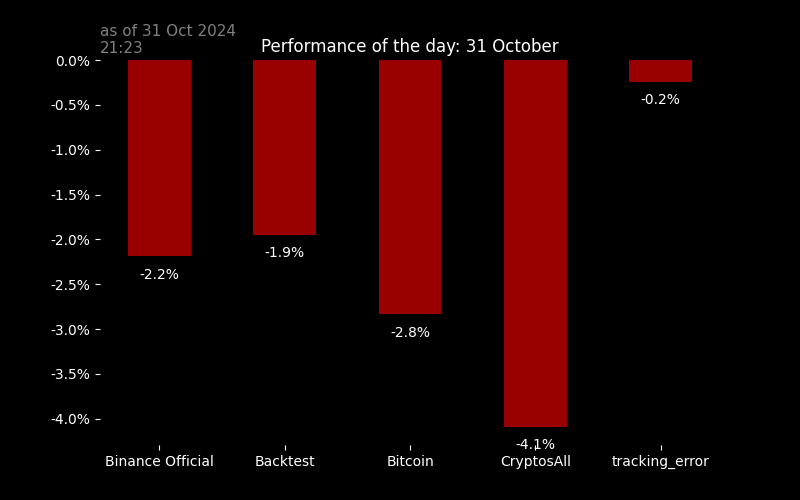 as of 31 Oct 2024
21:23
Performance of the day: 31 October
0.0%
-0.5%
-1.0%
-1.5%
-2.0%
-2.5%
-3.0%
-3.5%
-4.0%
-2.2%
-1.9%
-2.8%
-4.1%
-0.2%
Binance Official
Backtest
Bitcoin
CryptosAll
tracking_error